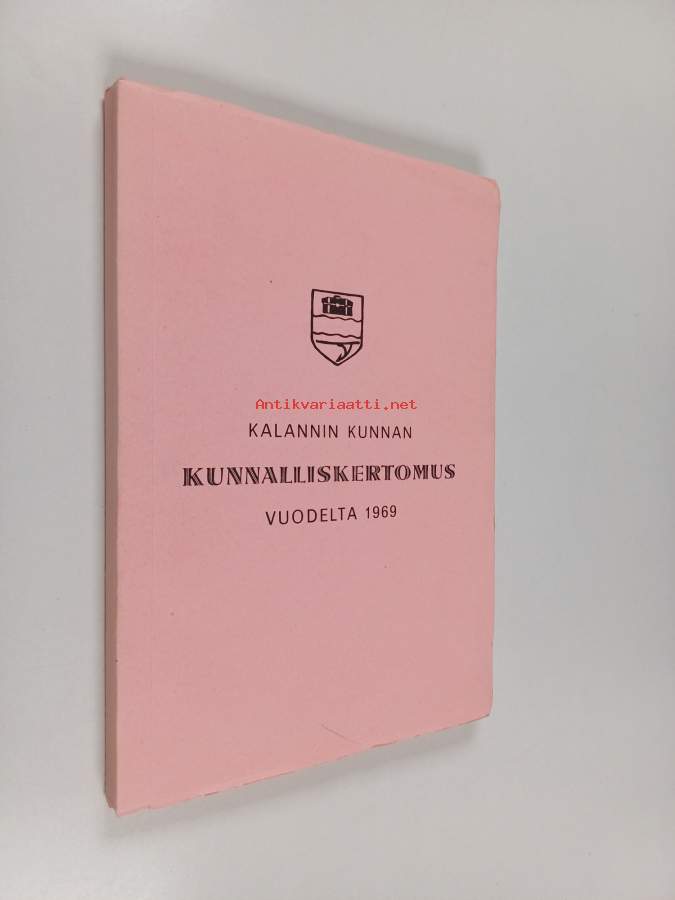 Antikvariaatti.net
KALANNIN KUNNAN
KUNNALLISKERTOMUS
VUODELTA 1969